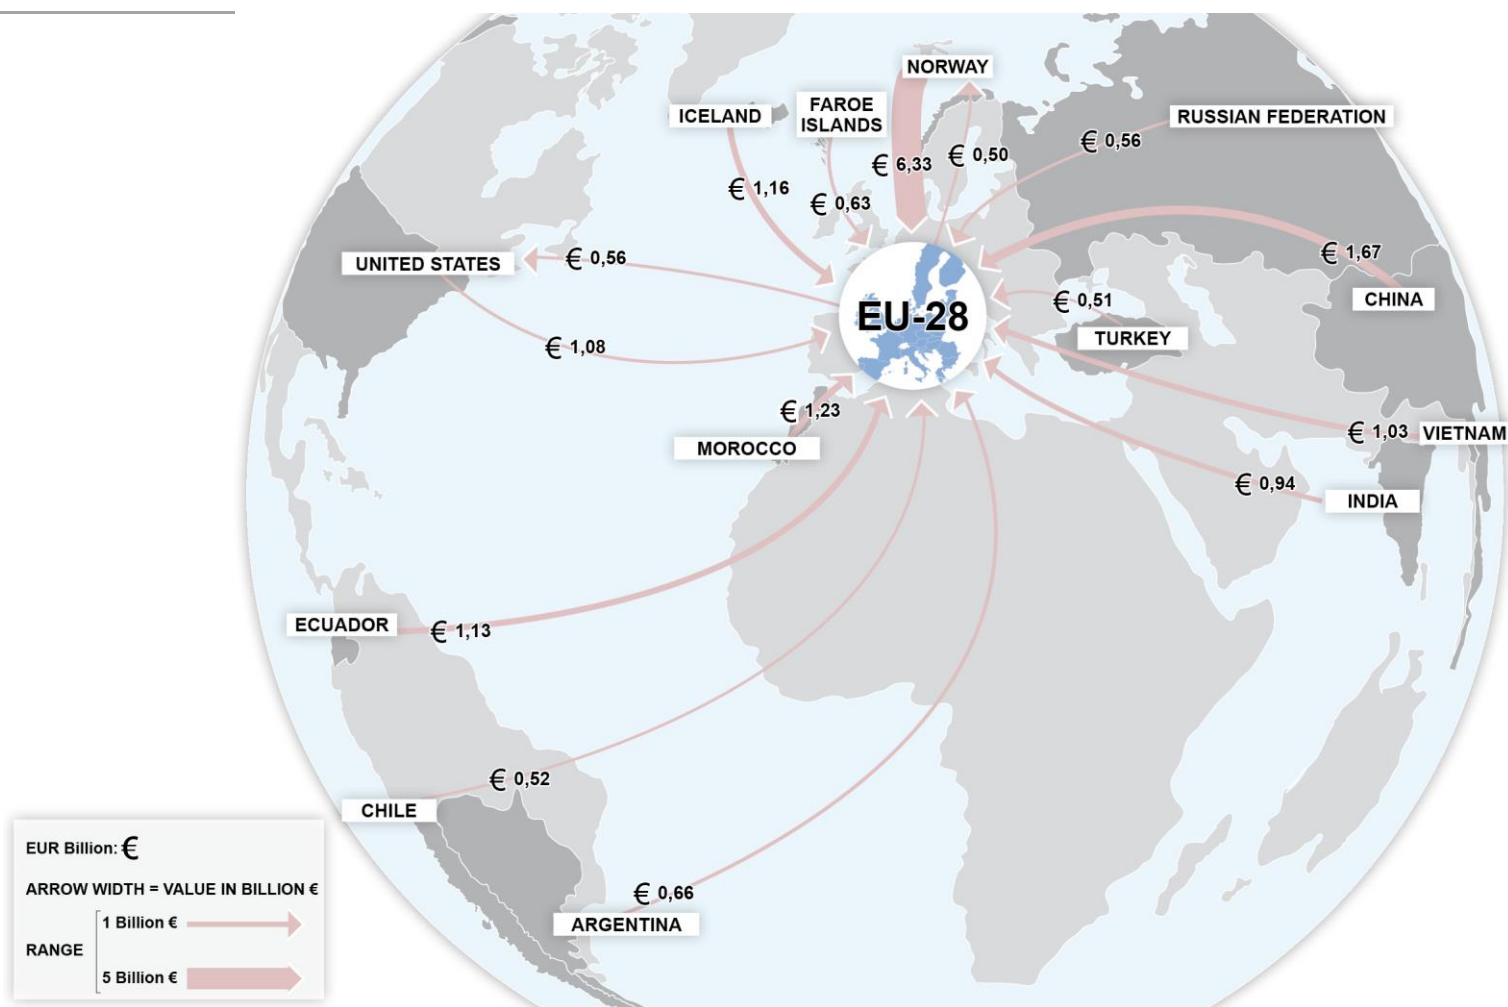 NORWAY
FAROE
ISLANDS
ICELAND
RUSSIAN FEDERATION
€ 6,33
€ 0,50
€ 0,56
€ 1,16
€ 0,63
€ 1,67
UNITED STATES
€ 0,56
CHINA
€ 0,51
EU-28
TURKEY
€ 1,08
€ 1,23
MOROCCO
€ 1,03
VIETNAM
€ 0,94
INDIA
ECUADOR
€ 1,13
€ 0,52
CHILE
€ 0,66
ARGENTINA
EUR Billion: €
ARROW WIDTH = VALUE IN BILLION €
1 Billion €
RANGE
5 Billion €